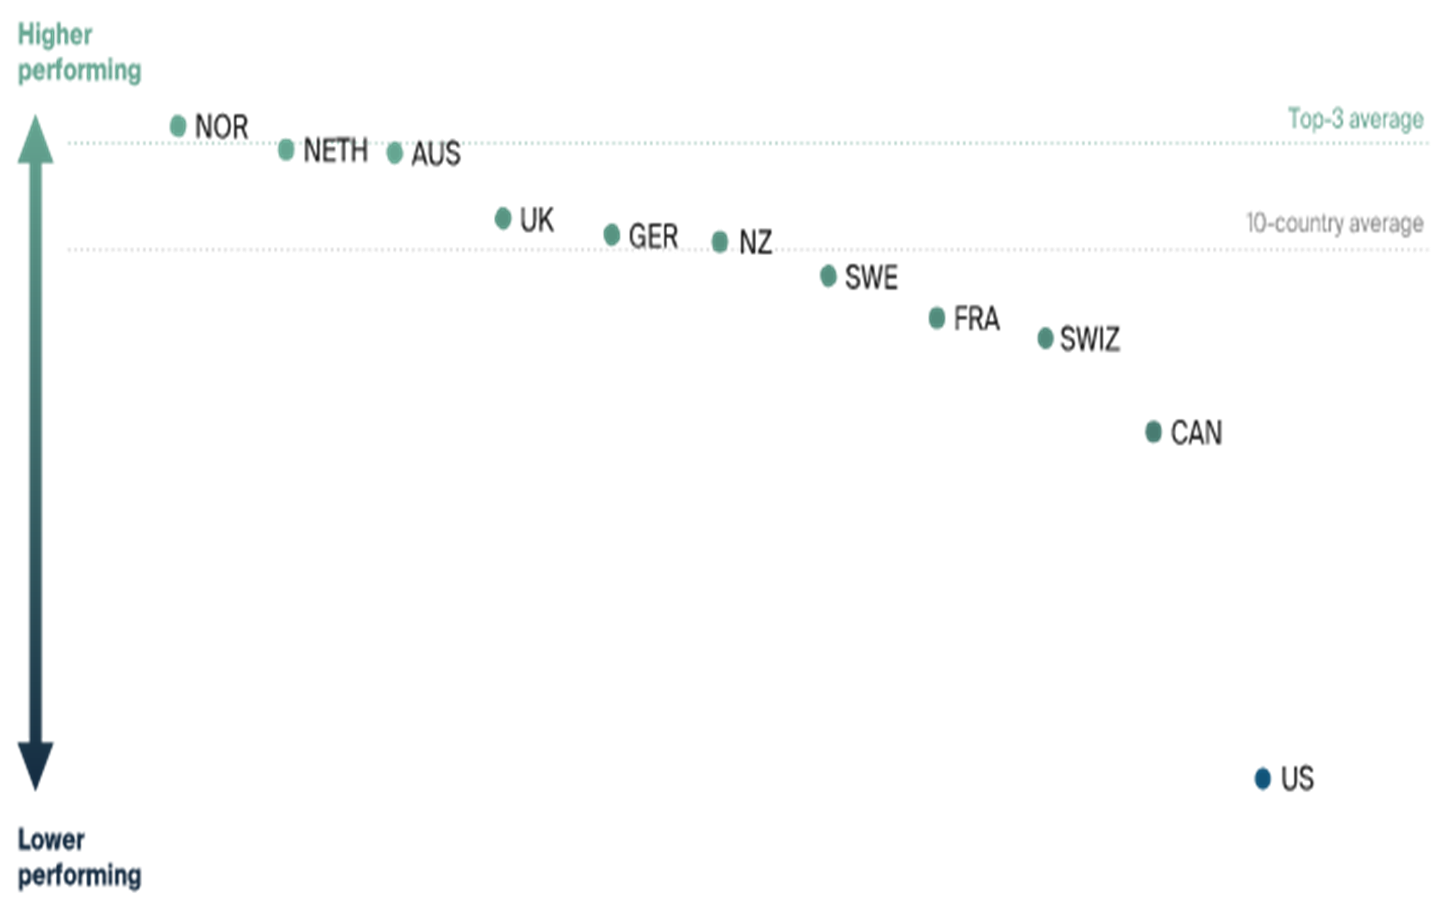 Higher
performing
NOR
Top-3 average
NETH
AUS
UK
10-country average
GER
NZ
SWE
FRA
SWIZ
CAN
US
Lower
performing